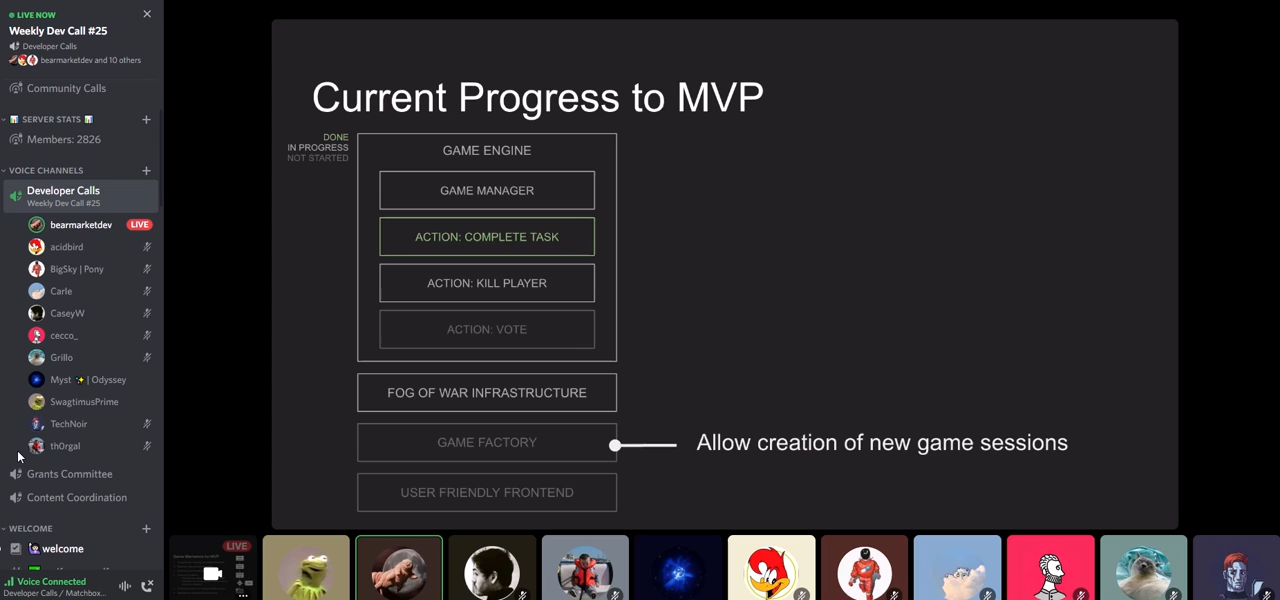 LIVE NOW
Weekly Dev Call #25
Developer Calls
bearmarketdev and 10 others
Community Calls
SERVER STATS
Members: 2826
VOICE CHANNELS
Developer Calls
Weekly Dev Call #25
bearmarketdev LIVE
acidbird
BigSky | Pony
Carle
CaseyW
cecco_
Grillo
Myst ✨ | Odyssey
SwagtimusPrime
TechNoir
th0rgal
Grants Committee
Content Coordination
WELCOME
welcome
Voice Connected
Developer Calls / Matchbox...
Current Progress to MVP
DONE
IN PROGRESS
NOT STARTED
GAME ENGINE
GAME MANAGER
ACTION: COMPLETE TASK
ACTION: KILL PLAYER
ACTION: VOTE
FOG OF WAR INFRASTRUCTURE
GAME FACTORY
Allow creation of new game sessions
USER FRIENDLY FRONTEND
LIVE